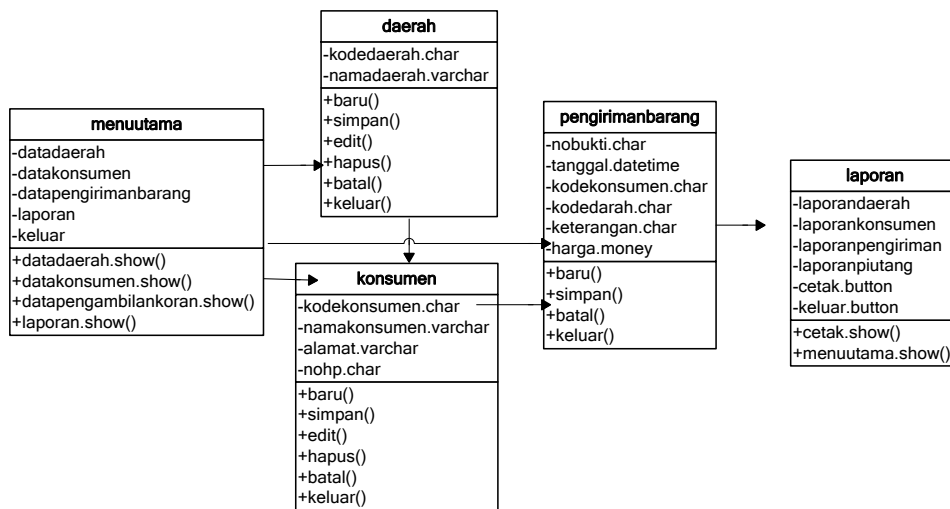 menuutama
-datadaerah
-datakonsumen
-datapengirimanbarang
-laporan
-keluar
+datadaerah.show()
+datakonsumen.show()
+datapengambilankoran.show()
+laporan.show()
daerah
-kodedaerah.char
-namadaerah.varchar
+baru()
+simpan()
+edit()
+hapus()
+batal()
+keluar()
konsumen
-kodekonsumen.char
-namakonsumen.varchar
-alamat.varchar
-nohp.char
+baru()
+simpan()
+edit()
+hapus()
+batal()
+keluar()
pengirimanbarang
-nobukti.char
-tanggal.datetime
-kodekonsumen.char
-kodedarah.char
-keterangan.char
-harga.money
+baru()
+simpan()
+batal()
+keluar()
laporan
-laporandaerah
-laporankonsumen
-laporanpengiriman
-laporanpiutang
-cetak.button
-keluar.button
+cetak.show()
+menuutama.show()